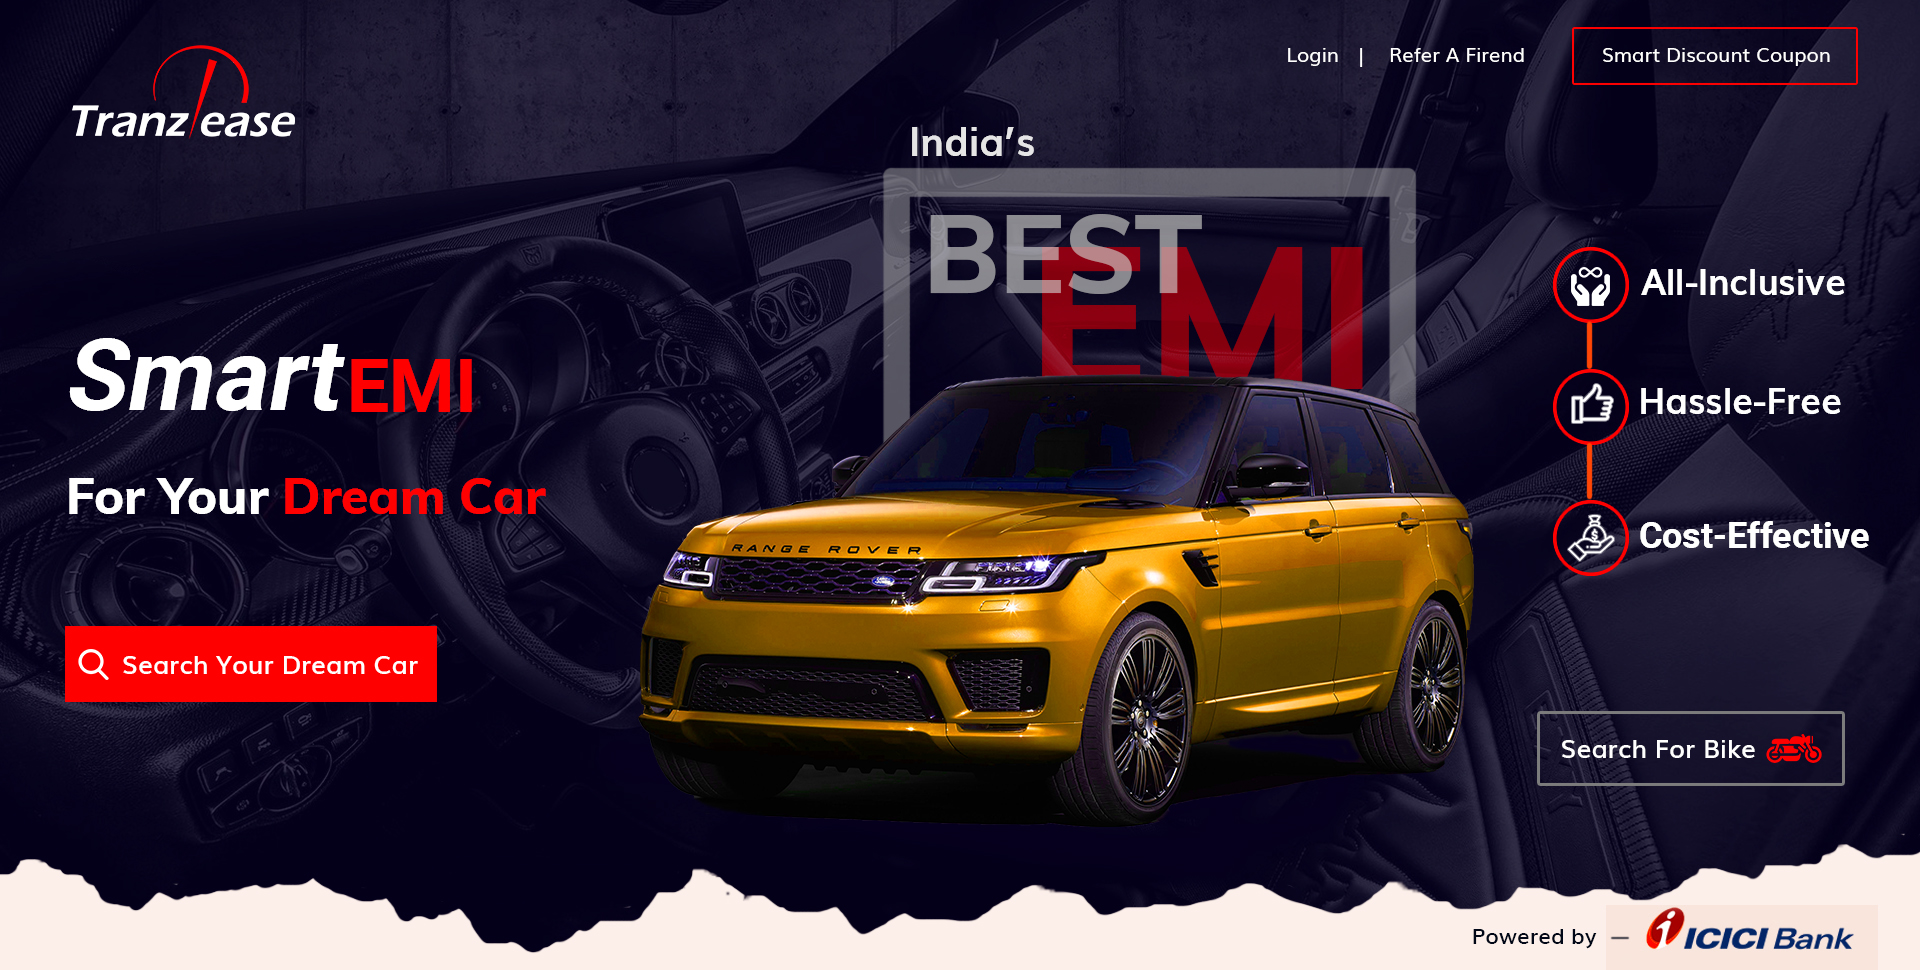 Login | Refer A Firend
Smart Discount Coupon
Tranzlease
India's
BEST
EMI
Smart EMI
For Your Dream Car
Search Your Dream Car
RANGE ROVER
All-Inclusive
Hassle-Free
Cost-Effective
Search For Bike
Powered by – ICICI Bank